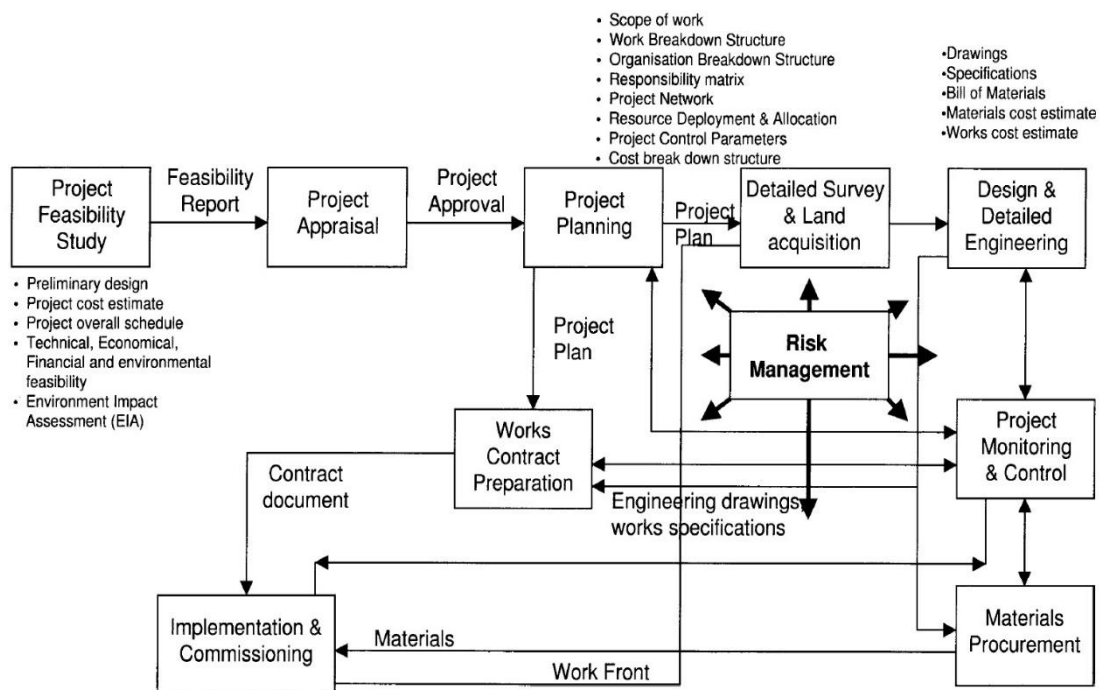 • Scope of work
• Work Breakdown Structure
• Organisation Breakdown Structure
• Responsibility matrix
• Project Network
• Resource Deployment & Allocation
• Project Control Parameters
• Cost break down structure
•Drawings
•Specifications
•Bill of Materials
•Materials cost estimate
•Works cost estimate
Project
Feasibility
Study
Feasibility
Report
Project
Appraisal
Project
Approval
Project
Planning
Project
Plan
Detailed Survey
& Land
acquisition
Design &
Detailed
Engineering
• Preliminary design
• Project cost estimate
• Project overall schedule
• Technical, Economical,
Financial and environmental
feasibility
• Environment Impact
Assessment (EIA)
Project
Plan
Risk
Management
Works
Contract
Preparation
Project
Monitoring
& Control
Contract
document
Engineering drawings,
works specifications
Implementation &
Commissioning
Materials
Work Front
Materials
Procurement